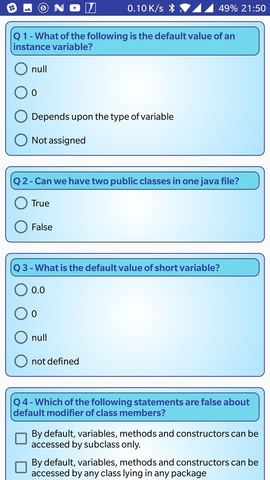 0.10 K/s 49% 21:50
Q 1 - What of the following is the default value of an
instance variable?
null
0
Depends upon the type of variable
Not assigned
Q 2 - Can we have two public classes in one java file?
True
False
Q 3 - What is the default value of short variable?
0.0
0
null
not defined
Q 4 - Which of the following statements are false about
default modifier of class members?
By default, variables, methods and constructors can be
accessed by subclass only.
By default, variables, methods and constructors can be
accessed by any class lying in any package